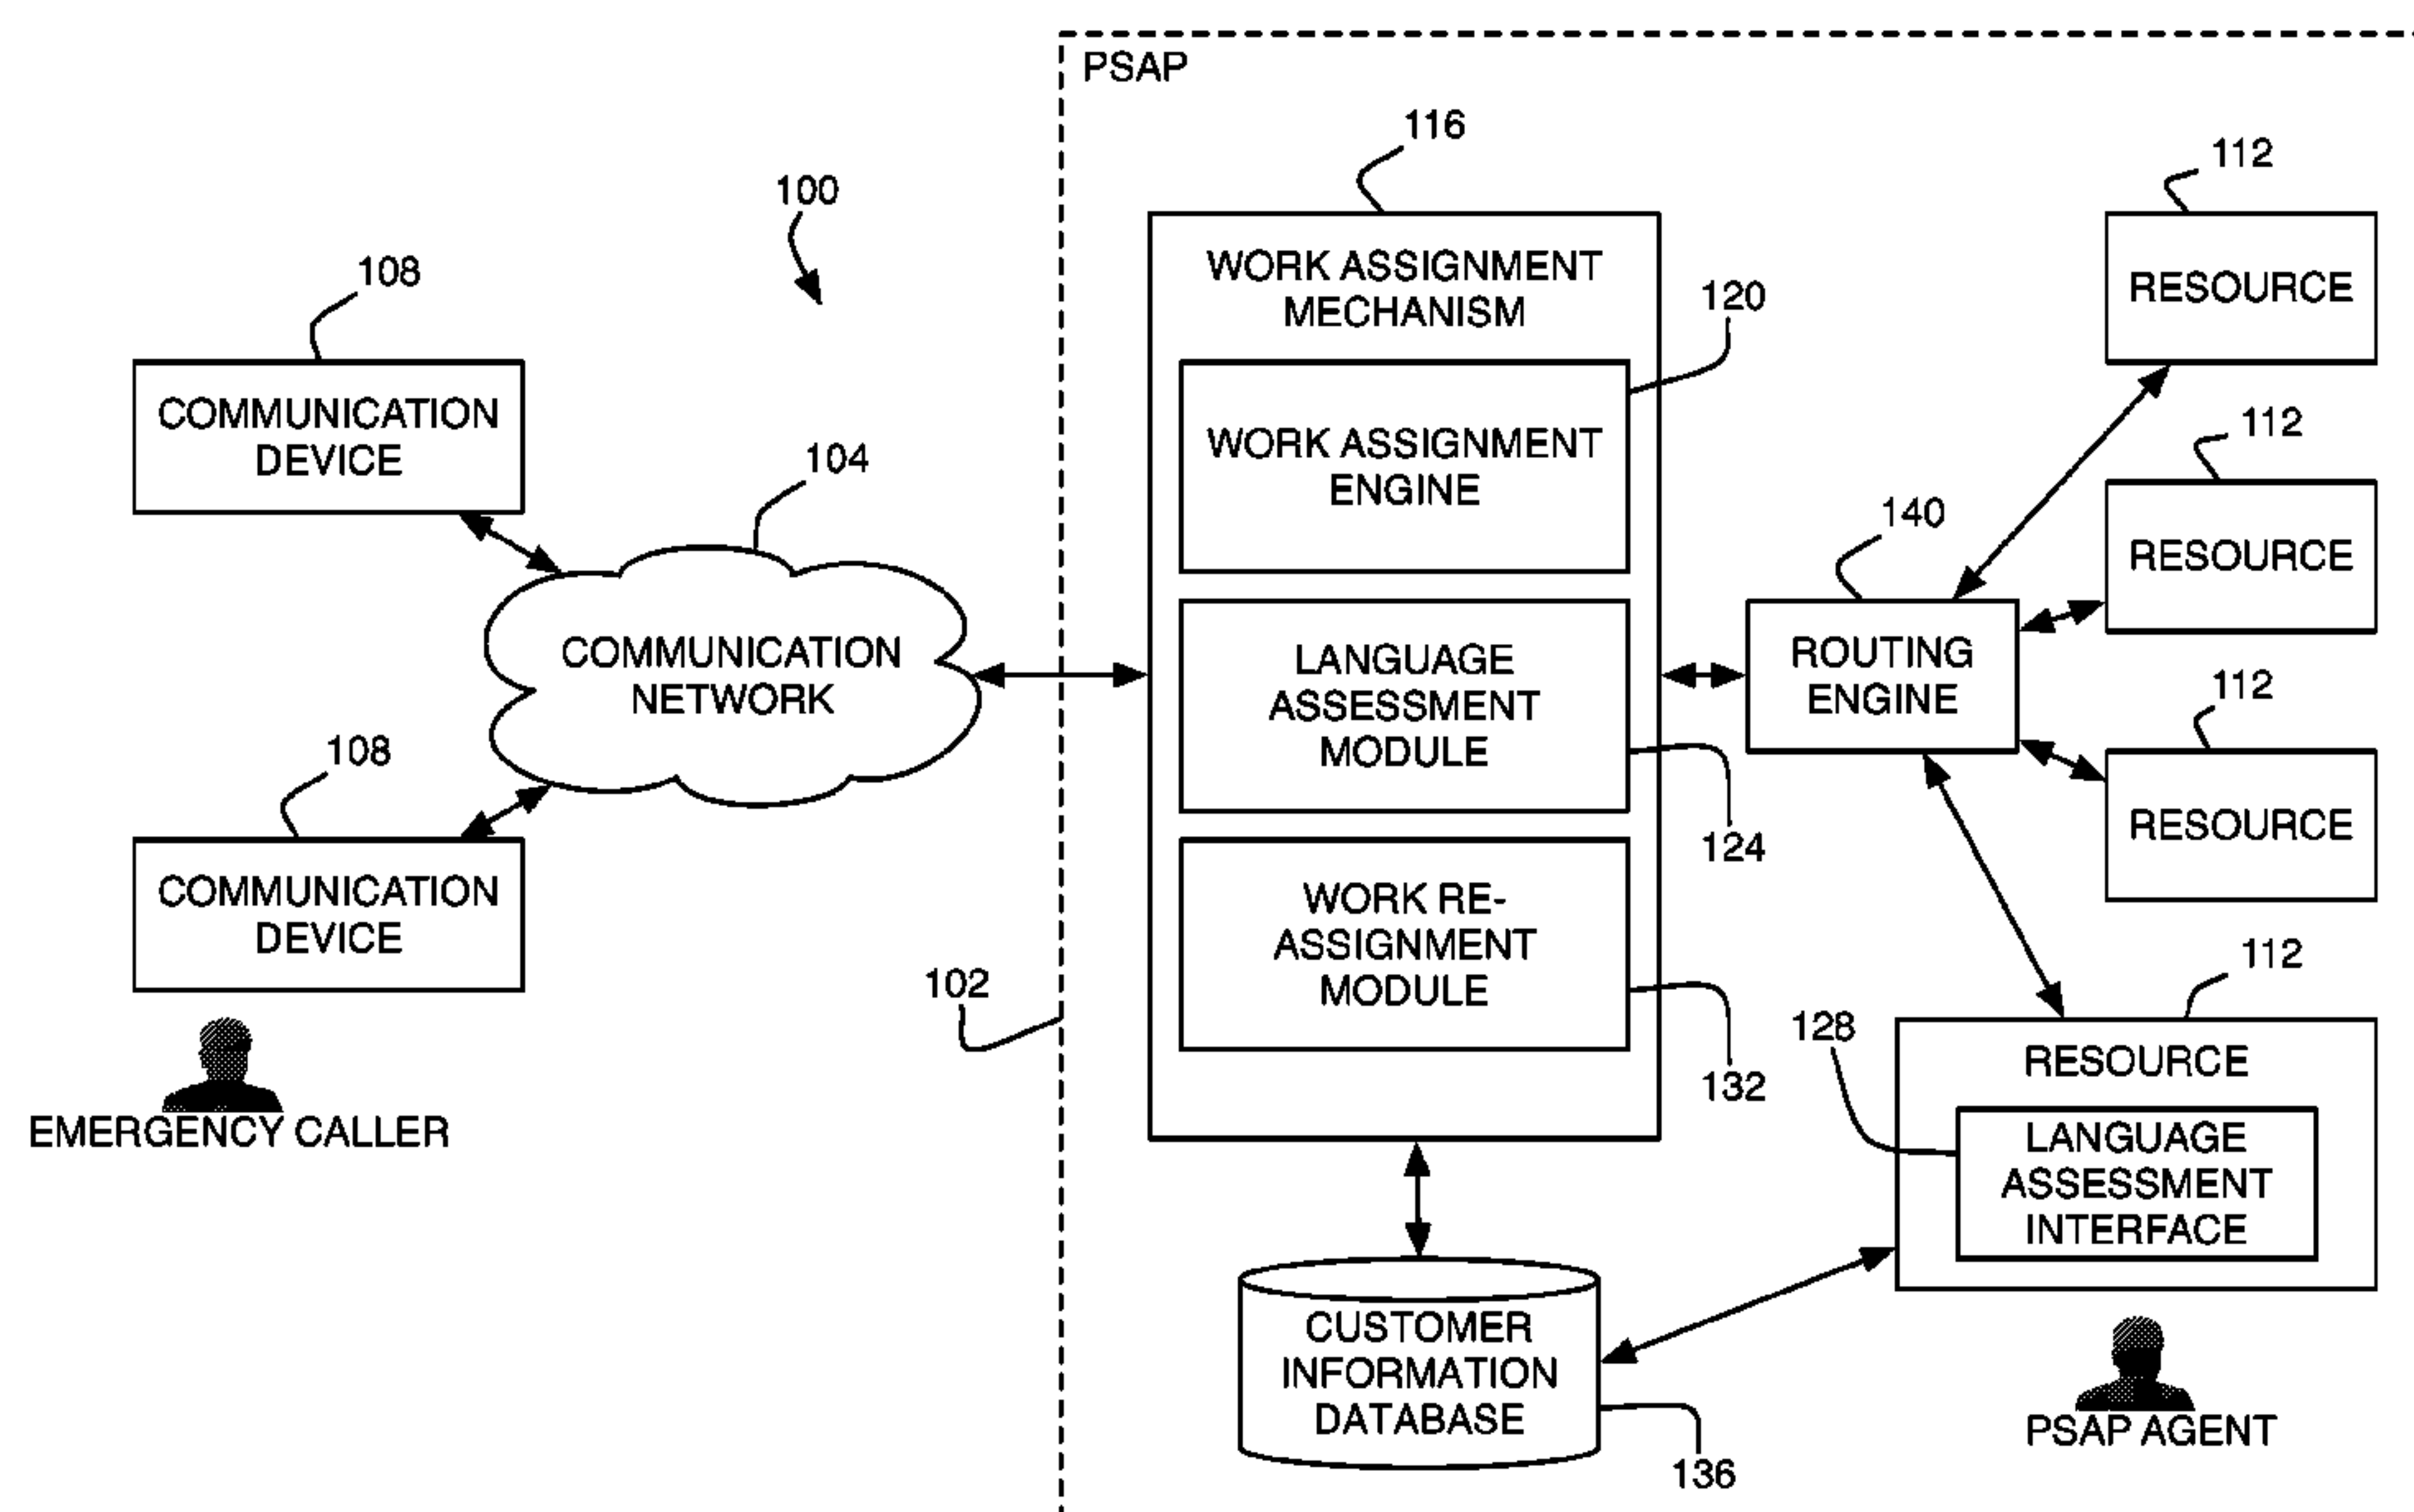 PSAP
116
112
100
WORK ASSIGNMENT
MECHANISM
RESOURCE
108
120
COMMUNICATION
DEVICE
WORK ASSIGNMENT
ENGINE
112
RESOURCE
104
140
COMMUNICATION
NETWORK
LANGUAGE
ASSESSMENT
MODULE
ROUTING
ENGINE
112
RESOURCE
108
124
COMMUNICATION
DEVICE
WORK RE-
ASSIGNMENT
MODULE
102
132
112
128
RESOURCE
LANGUAGE
ASSESSMENT
INTERFACE
EMERGENCY CALLER
CUSTOMER
INFORMATION
DATABASE
136
PSAP AGENT